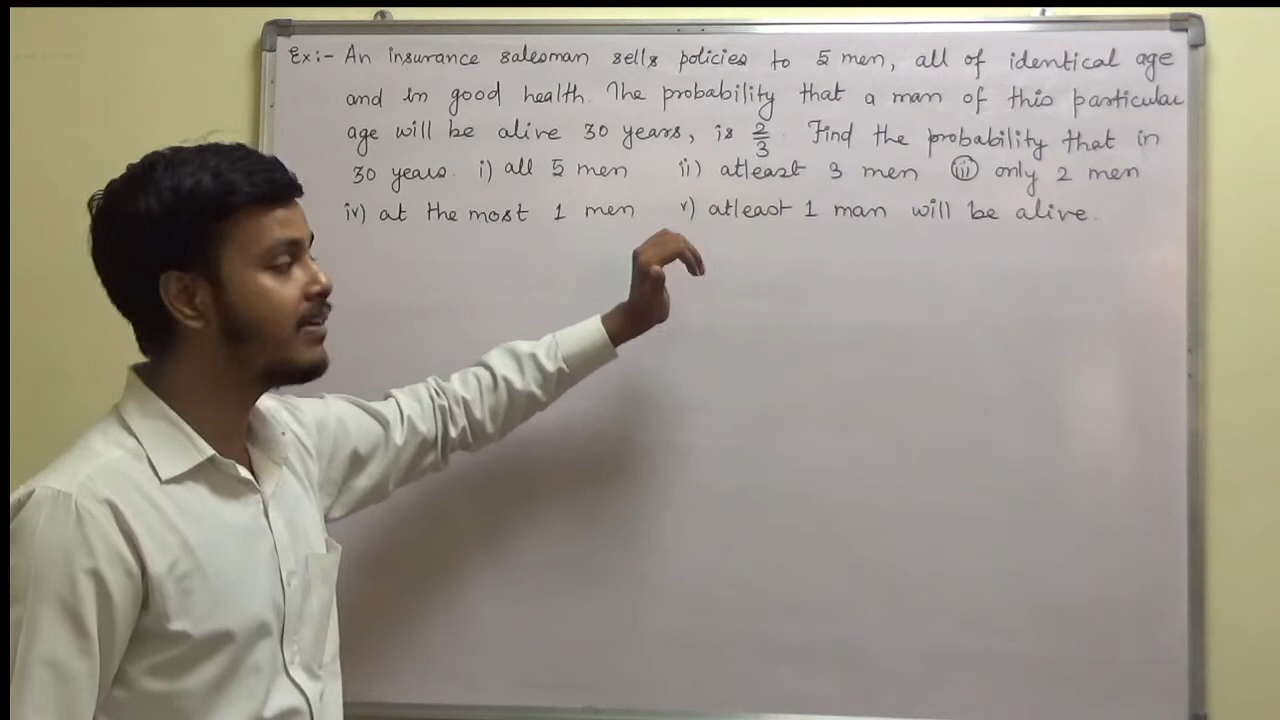 Ex:- An insurance salesman sells policies to 5 men, all of identical age
and in good health. The probability that a man of this particular
age will be alive 30 years, is 2/3. Find the probability that in
30 years. i) all 5 men ii) atleast 3 men iii) only 2 men
iv) at the most 1 men v) atleast 1 man will be alive.